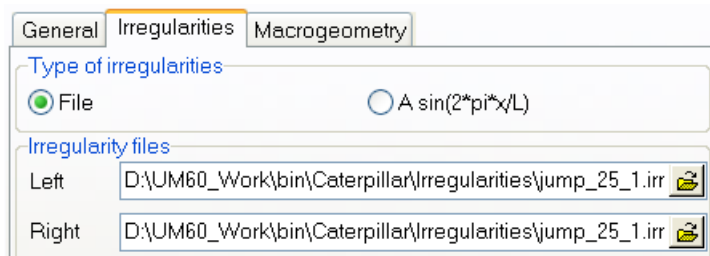 General Irregularities Macrogeometry
Type of irregularities
File A sin(2*pi*x/L)
Irregularity files
Left D:\UM60_Work\bin\Caterpillar\Irregularities\jump_25_1.irr
Right D:\UM60_Work\bin\Caterpillar\Irregularities\jump_25_1.irr